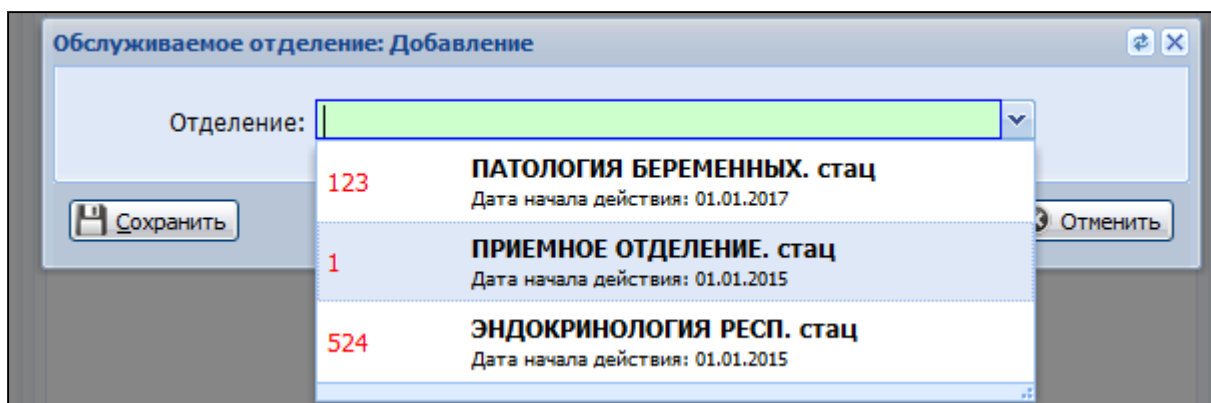 Обслуживаемое отделение: Добавление
Отделение:
123 ПАТОЛОГИЯ БЕРЕМЕННЫХ. стац
Дата начала действия: 01.01.2017
Сохранить Отменить
1 ПРИЕМНОЕ ОТДЕЛЕНИЕ. стац
Дата начала действия: 01.01.2015
524 ЭНДОКРИНОЛОГИЯ РЕСП. стац
Дата начала действия: 01.01.2015